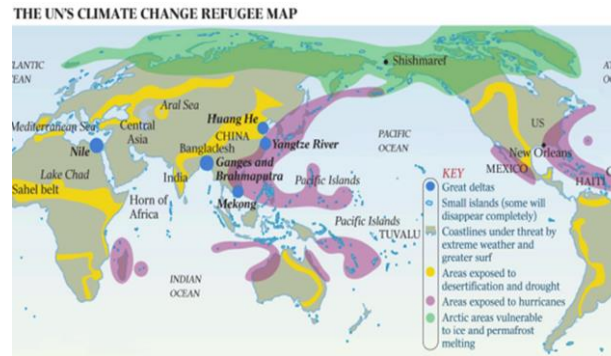 THE UN'S CLIMATE CHANGE REFUGEE MAP
Shishmaref
Aral Sea
Mediterranean Sea
Central
Asia
Huang He
CHINA
Nile
Bangladesh
Yangtze River
Lake Chad
India
Ganges and
Brahmaputra
Sahel belt
Horn of
Africa
Mekong
Pacific Islands
PACIFIC
OCEAN
Pacific Islands
TUVALU
INDIAN
OCEAN
US
New Orleans
MEXICO
HAITI
KEY
Great deltas
Small islands (some will
disappear completely)
Coastlines under threat by
extreme weather and
greater surf
Areas exposed to
desertification and drought
Areas exposed to hurricanes
Arctic areas vulnerable
to ice and permafrost
melting